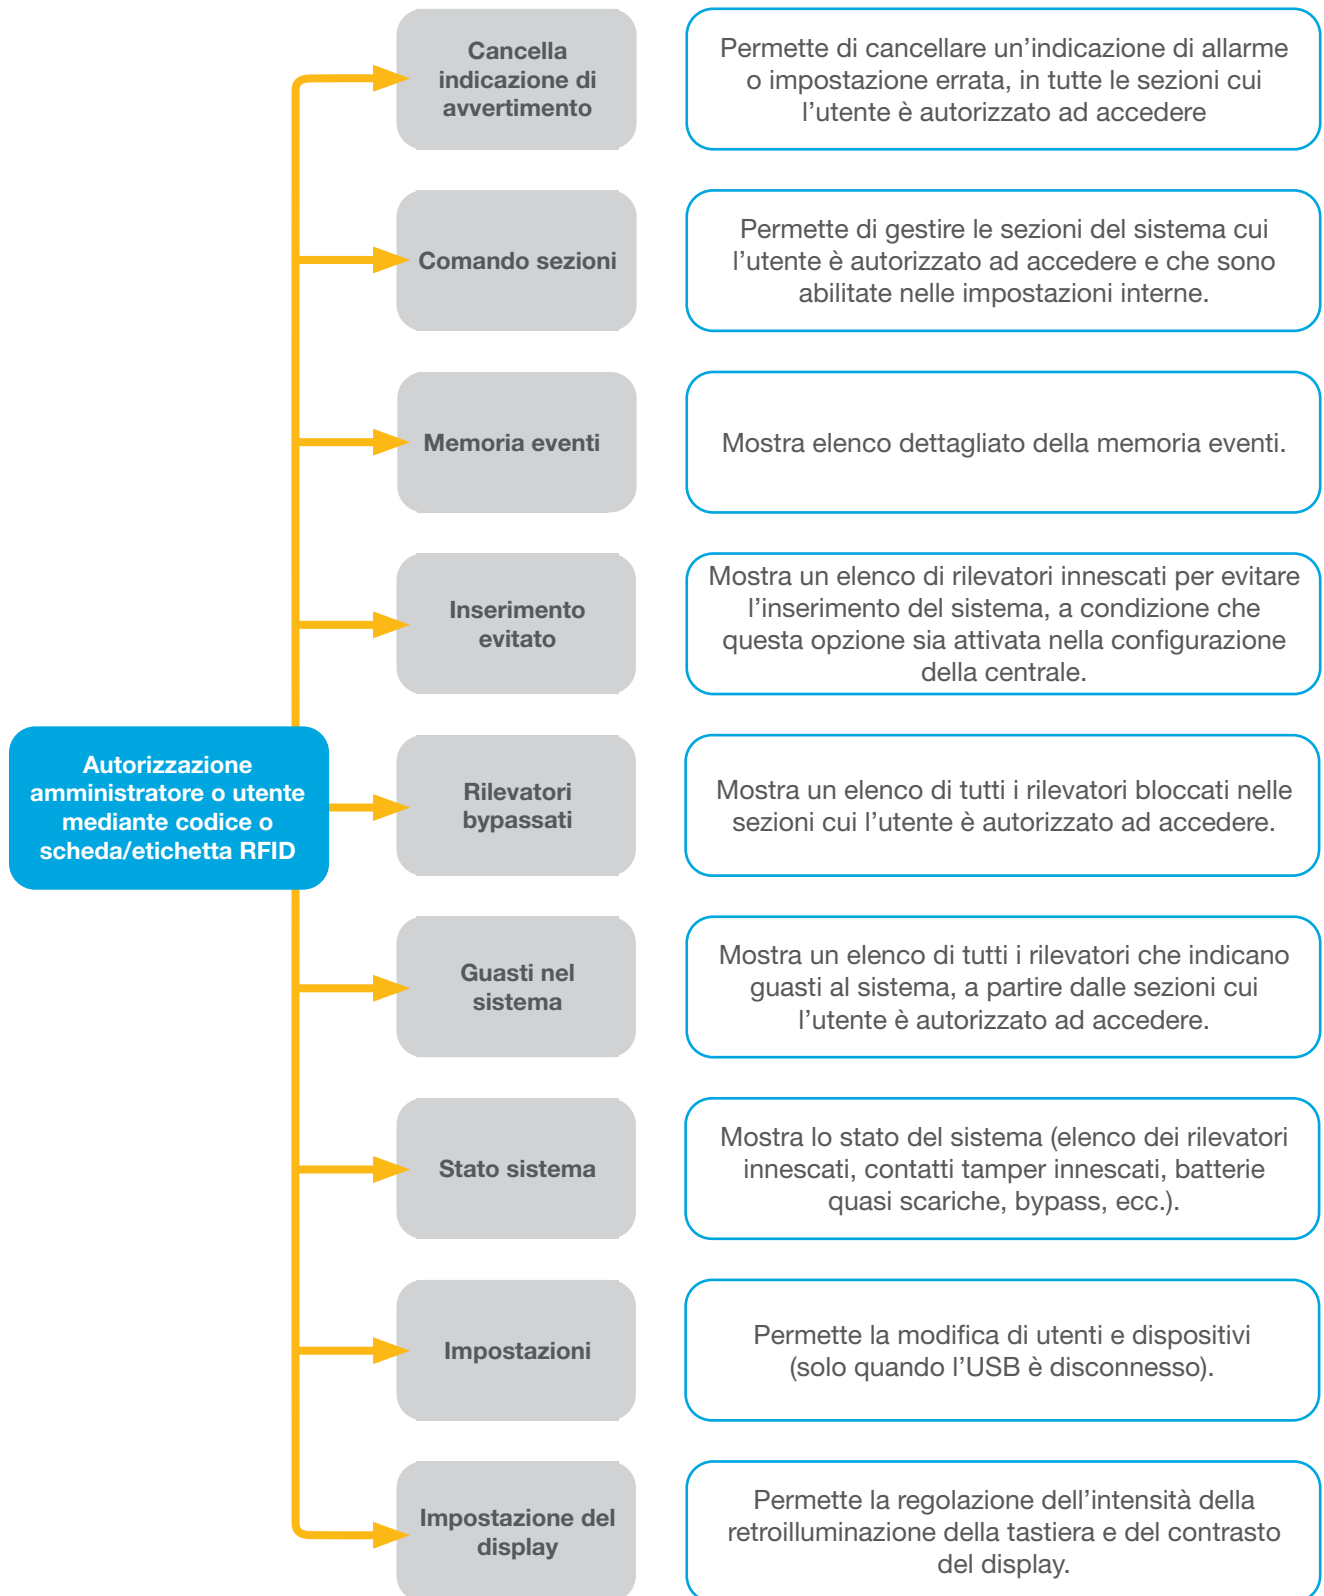 Cancella
indicazione di
avvertimento
Permette di cancellare un’indicazione di allarme
o impostazione errata, in tutte le sezioni cui
l’utente è autorizzato ad accedere
Comando sezioni
Permette di gestire le sezioni del sistema cui
l’utente è autorizzato ad accedere e che sono
abilitate nelle impostazioni interne.
Memoria eventi
Mostra elenco dettagliato della memoria eventi.
Inserimento
evitato
Mostra un elenco di rilevatori innescati per evitare
l’inserimento del sistema, a condizione che
questa opzione sia attivata nella configurazione
della centrale.
Autorizzazione
amministratore o utente
mediante codice o
scheda/etichetta RFID
Rilevatori
bypassati
Mostra un elenco di tutti i rilevatori bloccati nelle
sezioni cui l’utente è autorizzato ad accedere.
Guasti nel
sistema
Mostra un elenco di tutti i rilevatori che indicano
guasti al sistema, a partire dalle sezioni cui
l’utente è autorizzato ad accedere.
Stato sistema
Mostra lo stato del sistema (elenco dei rilevatori
innescati, contatti tamper innescati, batterie
quasi scariche, bypass, ecc.).
Impostazioni
Permette la modifica di utenti e dispositivi
(solo quando l’USB è disconnesso).
Impostazione del
display
Permette la regolazione dell’intensità della
retroilluminazione della tastiera e del contrasto
del display.